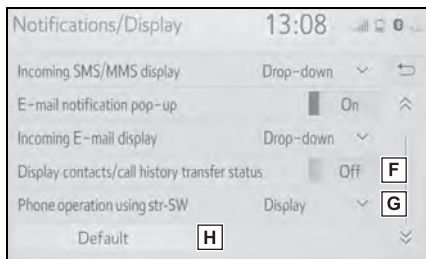 Notifications/Display 13:08
Incoming SMS/MMS display Drop-down
E-mail notification pop-up On
Incoming E-mail display Drop-down
Display contacts/call history transfer status Off F
Phone operation using str-SW Display G
Default H